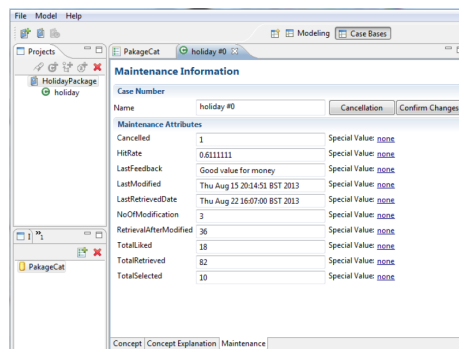 File Model Help
Modeling Case Bases
Projects
HolidayPackage
holiday
PakageCat
holiday #0
Maintenance Information
Case Number
Name holiday #0 Cancellation Confirm Changes
Maintenance Attributes
Cancelled 1 Special Value: none
HitRate 0.6111111 Special Value: none
LastFeedback Good value for money Special Value: none
LastModified Thu Aug 15 20:14:51 BST 2013 Special Value: none
LastRetrievedDate Thu Aug 22 16:07:00 BST 2013 Special Value: none
NoOfModification 3 Special Value: none
RetrievalAfterModified 36 Special Value: none
TotalLiked 18 Special Value: none
TotalRetrieved 82 Special Value: none
TotalSelected 10 Special Value: none
PakageCat
Concept Concept Explanation Maintenance